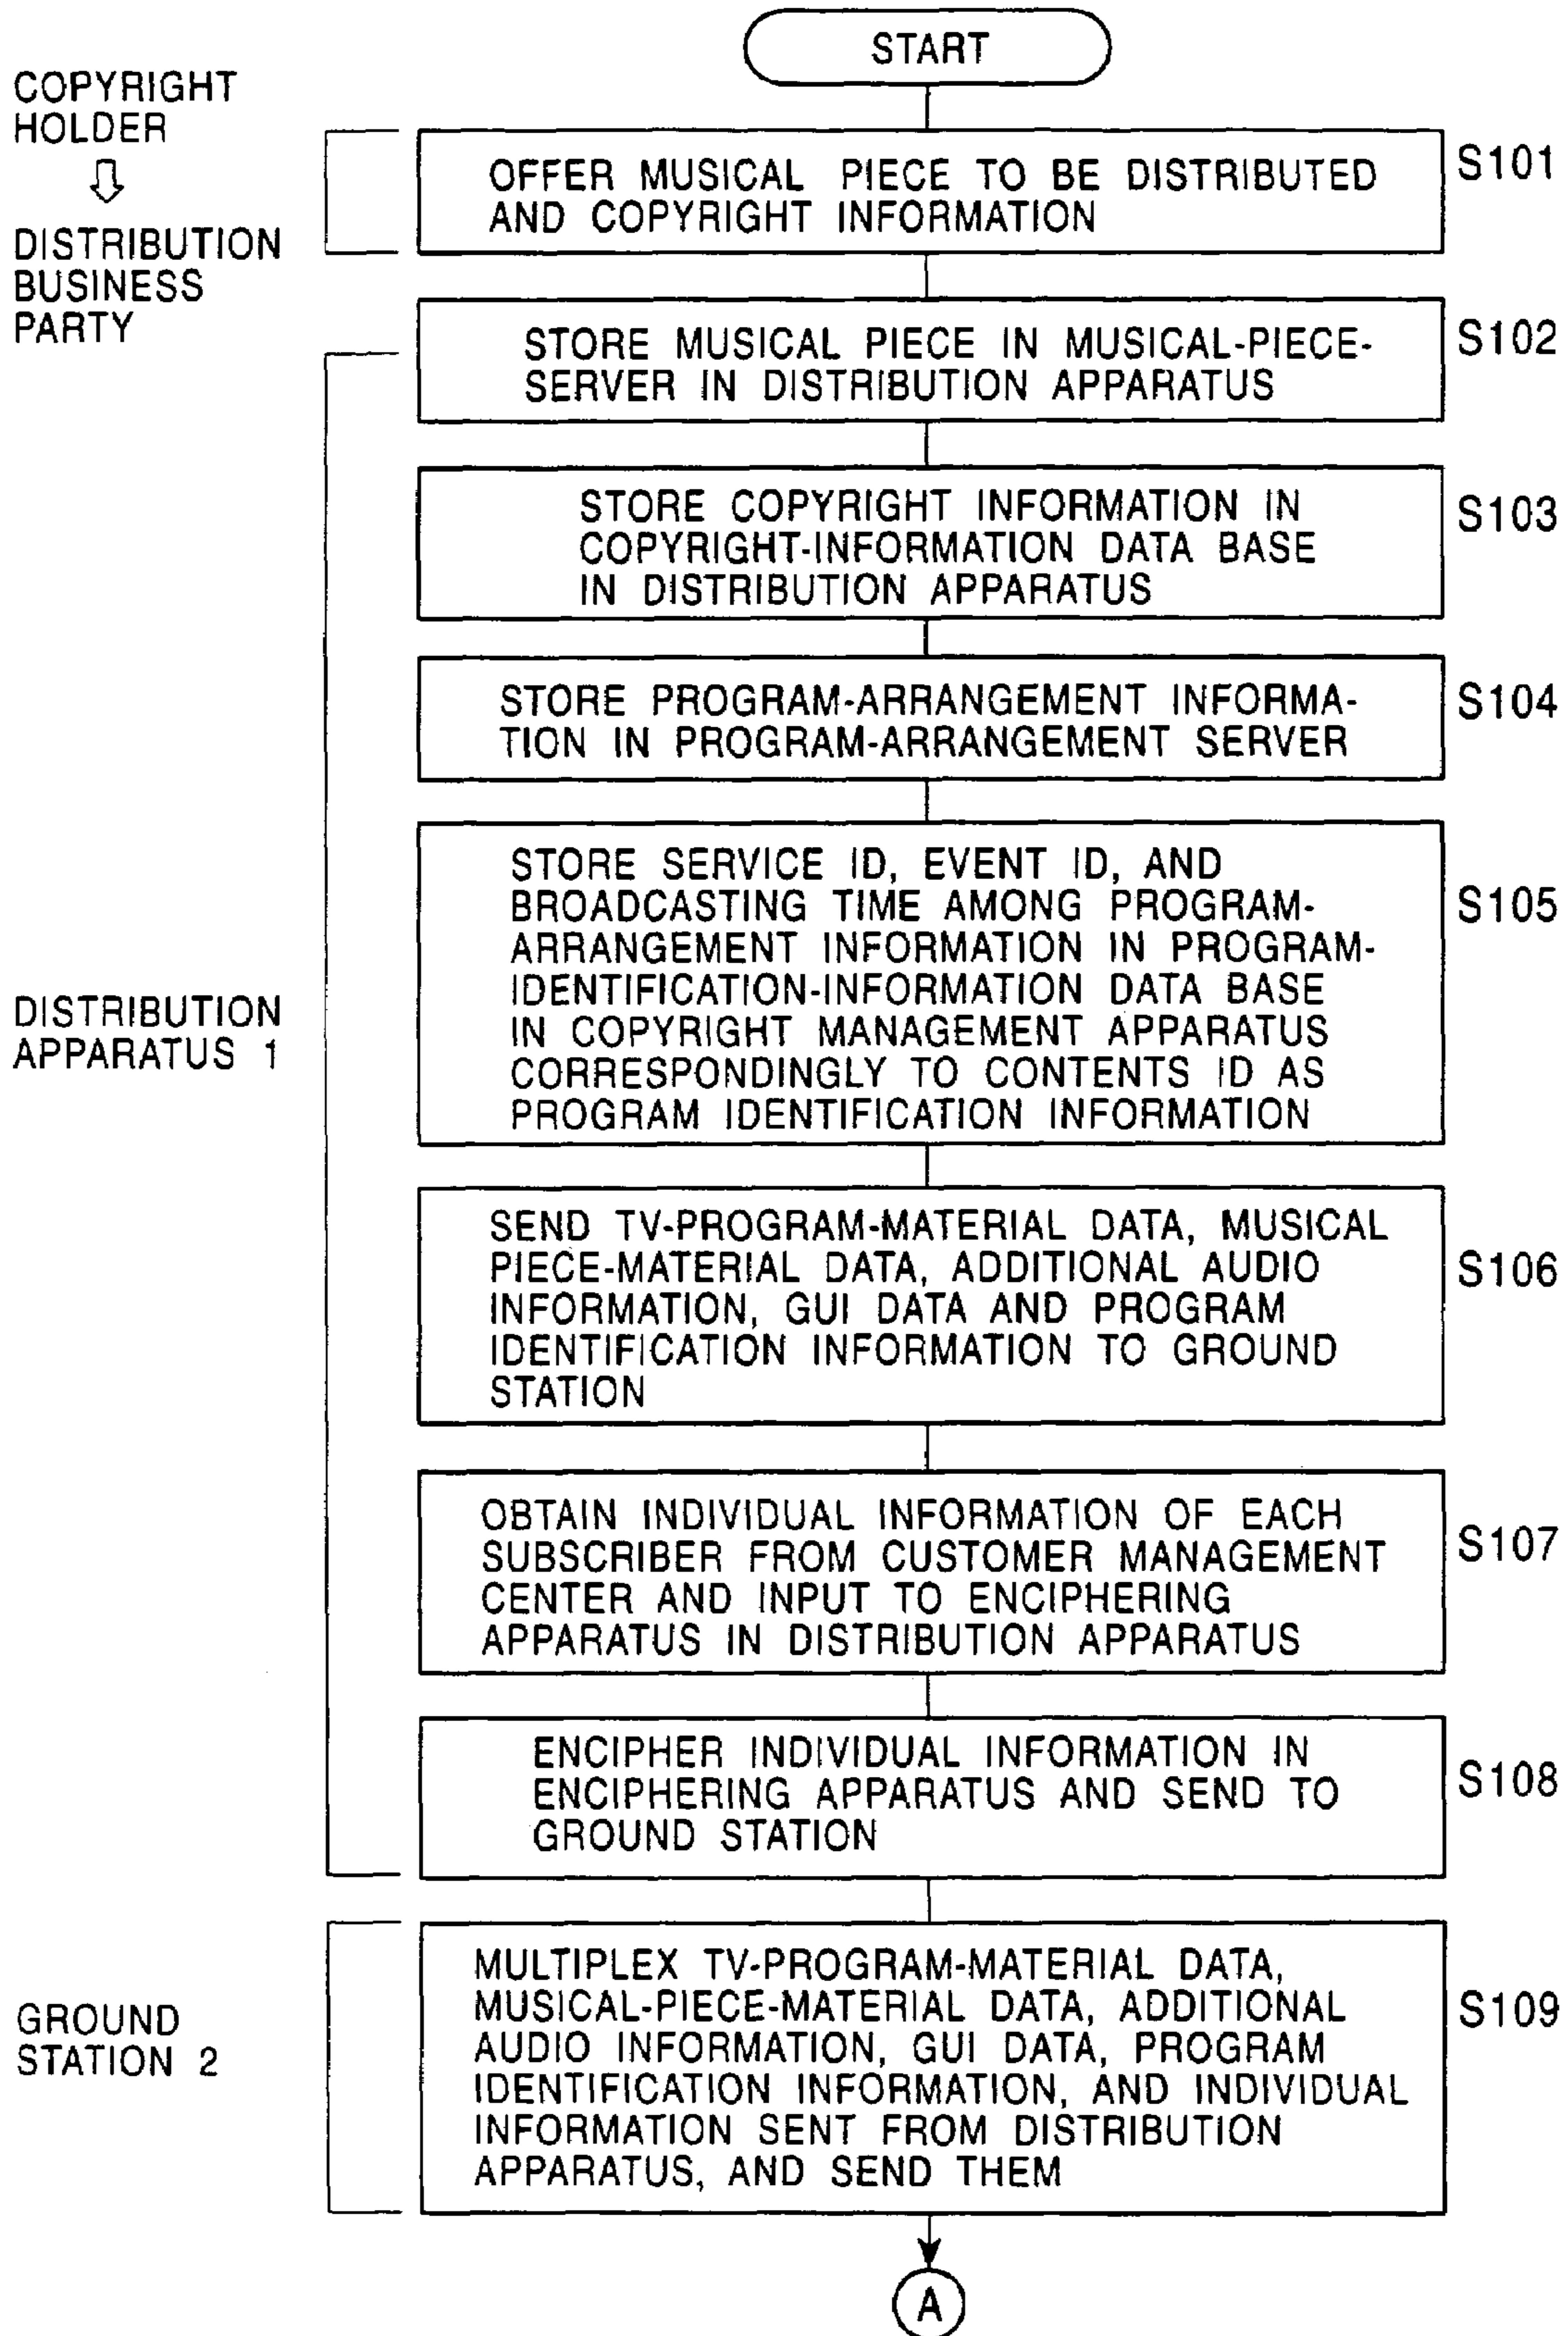 START
COPYRIGHT
HOLDER
DISTRIBUTION
BUSINESS
PARTY
OFFER MUSICAL PIECE TO BE DISTRIBUTED
AND COPYRIGHT INFORMATION
S101
STORE MUSICAL PIECE IN MUSICAL-PIECE-
SERVER IN DISTRIBUTION APPARATUS
S102
STORE COPYRIGHT INFORMATION IN
COPYRIGHT-INFORMATION DATA BASE
IN DISTRIBUTION APPARATUS
S103
STORE PROGRAM-ARRANGEMENT INFORMA-
TION IN PROGRAM-ARRANGEMENT SERVER
S104
DISTRIBUTION
APPARATUS 1
STORE SERVICE ID, EVENT ID, AND
BROADCASTING TIME AMONG PROGRAM-
ARRANGEMENT INFORMATION IN PROGRAM-
IDENTIFICATION-INFORMATION DATA BASE
IN COPYRIGHT MANAGEMENT APPARATUS
CORRESPONDINGLY TO CONTENTS ID AS
PROGRAM IDENTIFICATION INFORMATION
S105
SEND TV-PROGRAM-MATERIAL DATA, MUSICAL
PIECE-MATERIAL DATA, ADDITIONAL AUDIO
INFORMATION, GUI DATA AND PROGRAM
IDENTIFICATION INFORMATION TO GROUND
STATION
S106
OBTAIN INDIVIDUAL INFORMATION OF EACH
SUBSCRIBER FROM CUSTOMER MANAGEMENT
CENTER AND INPUT TO ENCIPHERING
APPARATUS IN DISTRIBUTION APPARATUS
S107
ENCIPHER INDIVIDUAL INFORMATION IN
ENCIPHERING APPARATUS AND SEND TO
GROUND STATION
S108
GROUND
STATION 2
MULTIPLEX TV-PROGRAM-MATERIAL DATA,
MUSICAL-PIECE-MATERIAL DATA, ADDITIONAL
AUDIO INFORMATION, GUI DATA, PROGRAM
IDENTIFICATION INFORMATION, AND INDIVIDUAL
INFORMATION SENT FROM DISTRIBUTION
APPARATUS, AND SEND THEM
S109
A